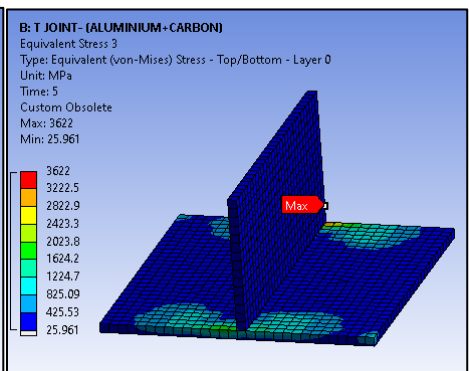 B: T JOINT- (ALUMINIUM+CARBON)
Equivalent Stress 3
Type: Equivalent (von-Mises) Stress - Top/Bottom - Layer 0
Unit: MPa
Time: 5
Custom Obsolete
Max: 3622
Min: 25.961
Max
3622
3222.5
2822.9
2423.3
2023.8
1624.2
1224.7
825.09
425.53
25.961